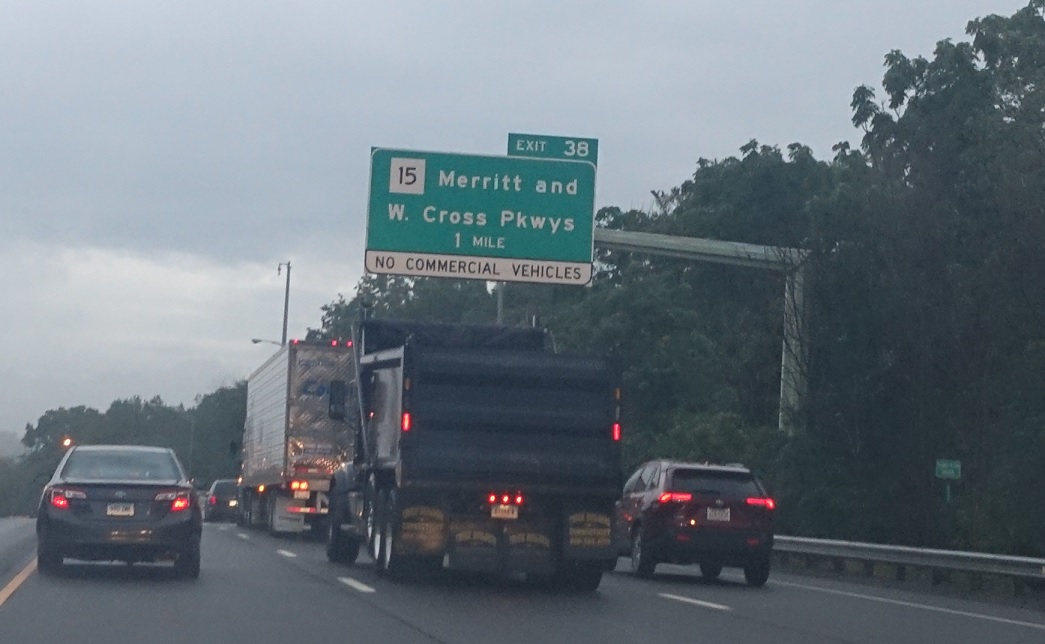 EXIT 38
15 Merritt and
W. Cross Pkwys
1 MILE
NO COMMERCIAL VEHICLES